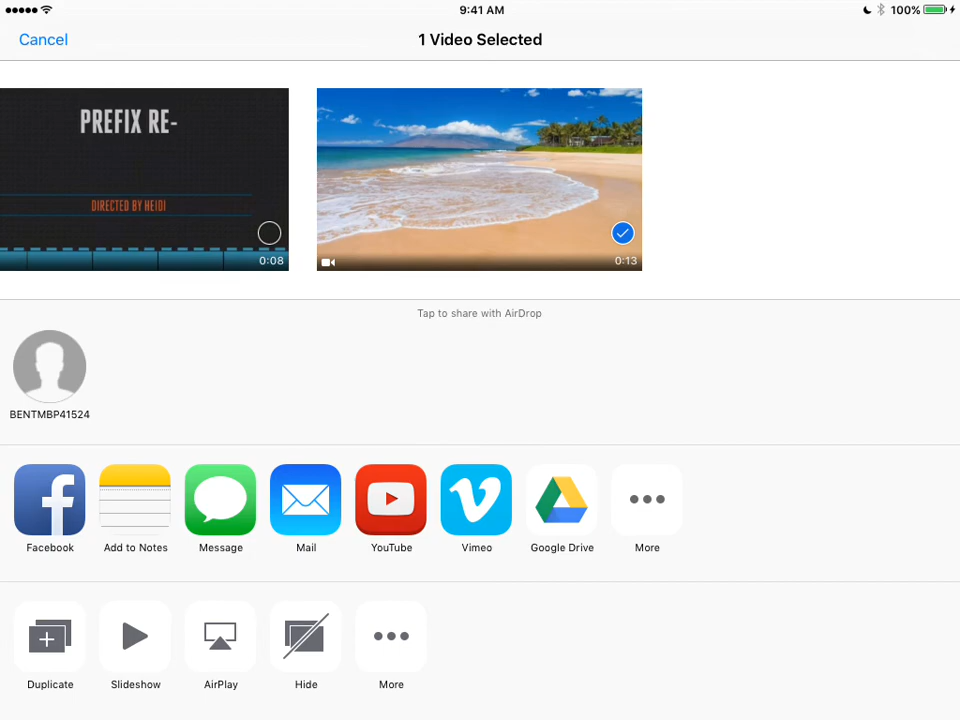 9:41 AM
100%
Cancel
1 Video Selected
PREFIX RE-
DIRECTED BY HEIDI
0:08
0:13
Tap to share with AirDrop
BENTMBP41524
Facebook
Add to Notes
Message
Mail
YouTube
Vimeo
Google Drive
More
Duplicate
Slideshow
AirPlay
Hide
More